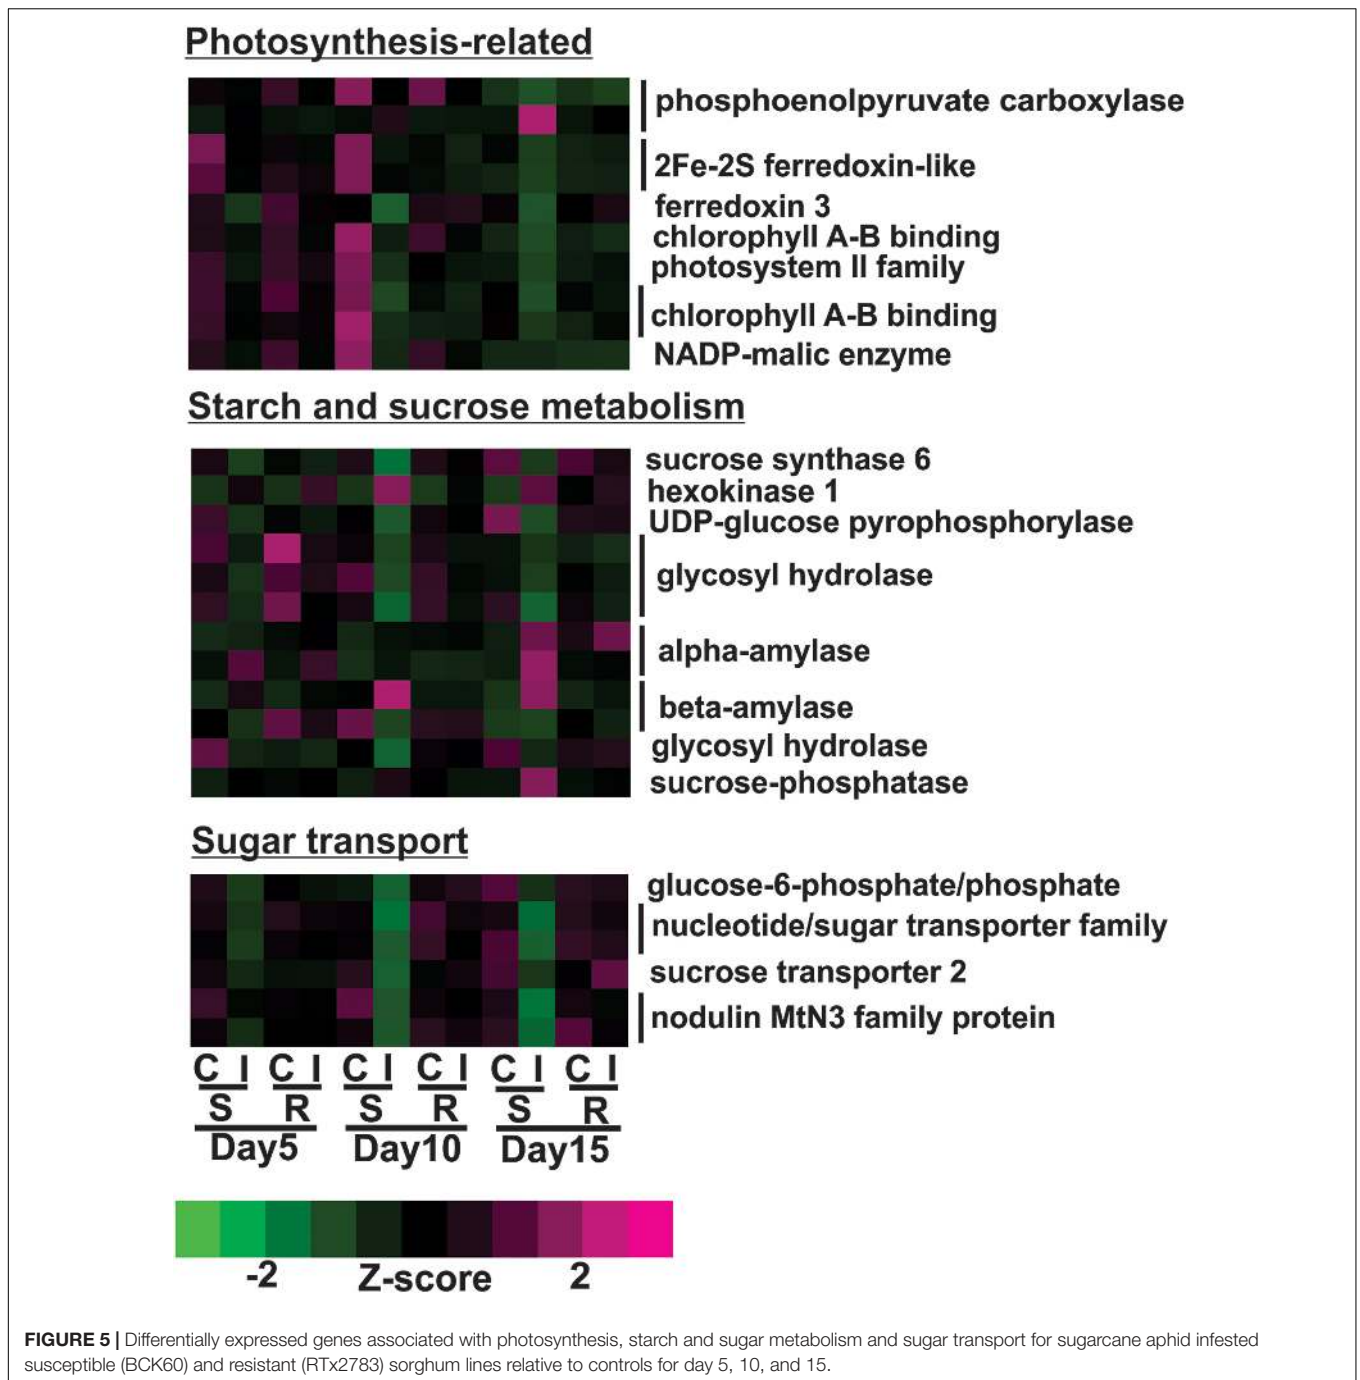 Photosynthesis-related
phosphoenolpyruvate carboxylase
2Fe-2S ferredoxin-like
ferredoxin 3
chlorophyll A-B binding
photosystem II family
chlorophyll A-B binding
NADP-malic enzyme
Starch and sucrose metabolism
sucrose synthase 6
hexokinase 1
UDP-glucose pyrophosphorylase
glycosyl hydrolase
alpha-amylase
beta-amylase
glycosyl hydrolase
sucrose-phosphatase
Sugar transport
glucose-6-phosphate/phosphate
nucleotide/sugar transporter family
sucrose transporter 2
nodulin MtN3 family protein
C I C I C I C I C I C I
S R S R S R
Day5 Day10 Day15
-2 Z-score 2
FIGURE 5 | Differentially expressed genes associated with photosynthesis, starch and sugar metabolism and sugar transport for sugarcane aphid infested
susceptible (BCK60) and resistant (RTx2783) sorghum lines relative to controls for day 5, 10, and 15.